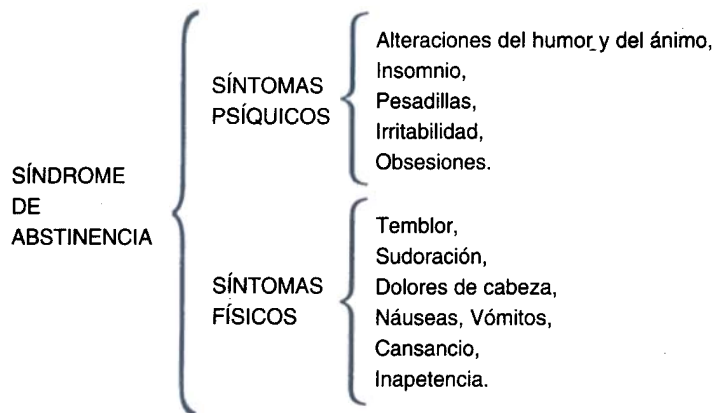 SÍNDROME
DE
ABSTINENCIA
SÍNTOMAS
PSÍQUICOS
Alteraciones del humor y del ánimo,
Insomnio,
Pesadillas,
Irritabilidad,
Obsesiones.
SÍNTOMAS
FÍSICOS
Temblor,
Sudoración,
Dolores de cabeza,
Náuseas, Vómitos,
Cansancio,
Inapetencia.